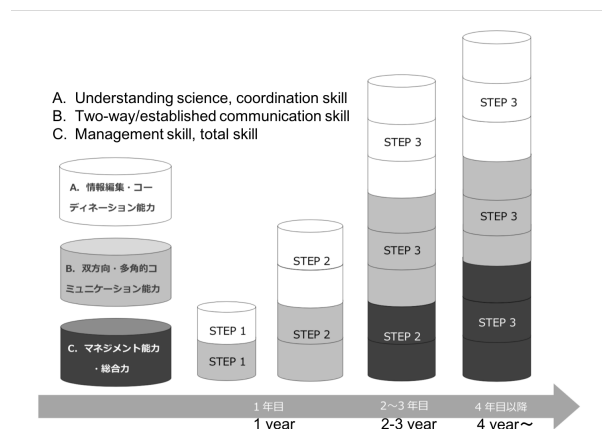 A. Understanding science, coordination skill
B. Two-way/established communication skill
C. Management skill, total skill
A. 情報編集・コー
ディネーション能力
B. 双方向・多角的コ
ミュニケーション能力
C. マネジメント能力
・総合力
STEP 1
STEP 1
STEP 2
STEP 2
STEP 3
STEP 3
STEP 2
STEP 3
STEP 3
STEP 3
1年目
2～3年目
4年目以降
1 year
2-3 year
4 year～